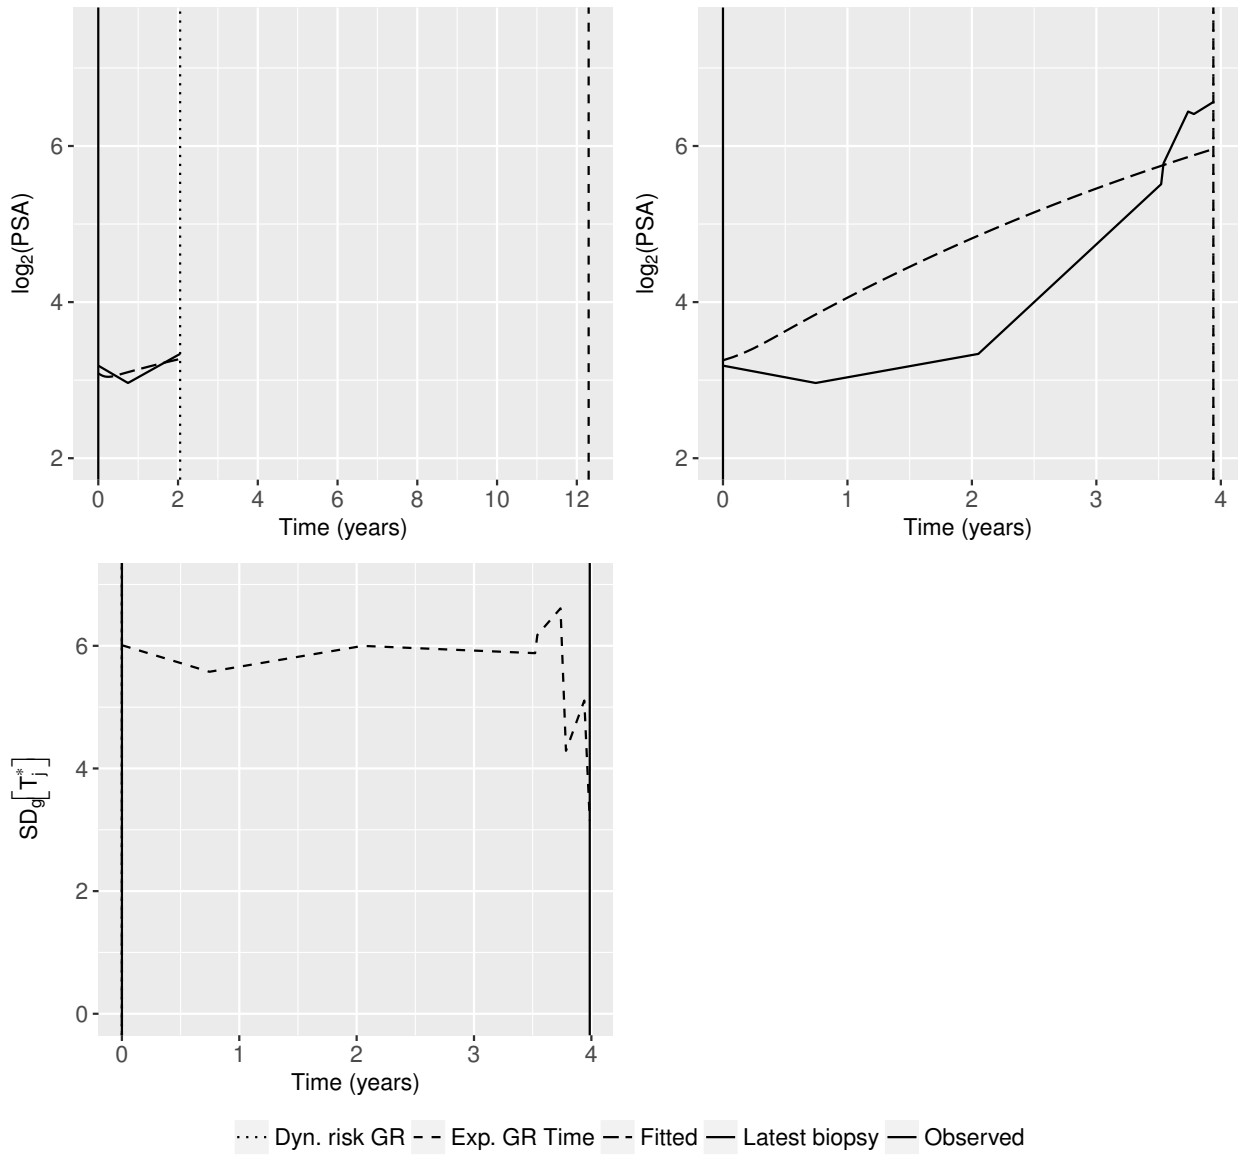 log2(PSA)
6
4
2
0 2 4 6 8 10 12
Time (years)
log2(PSA)
6
4
2
0 1 2 3 4
Time (years)
SDg[Tj*]
6
4
2
0
0 1 2 3 4
Time (years)
Dyn. risk GR Exp. GR Time Fitted Latest biopsy Observed